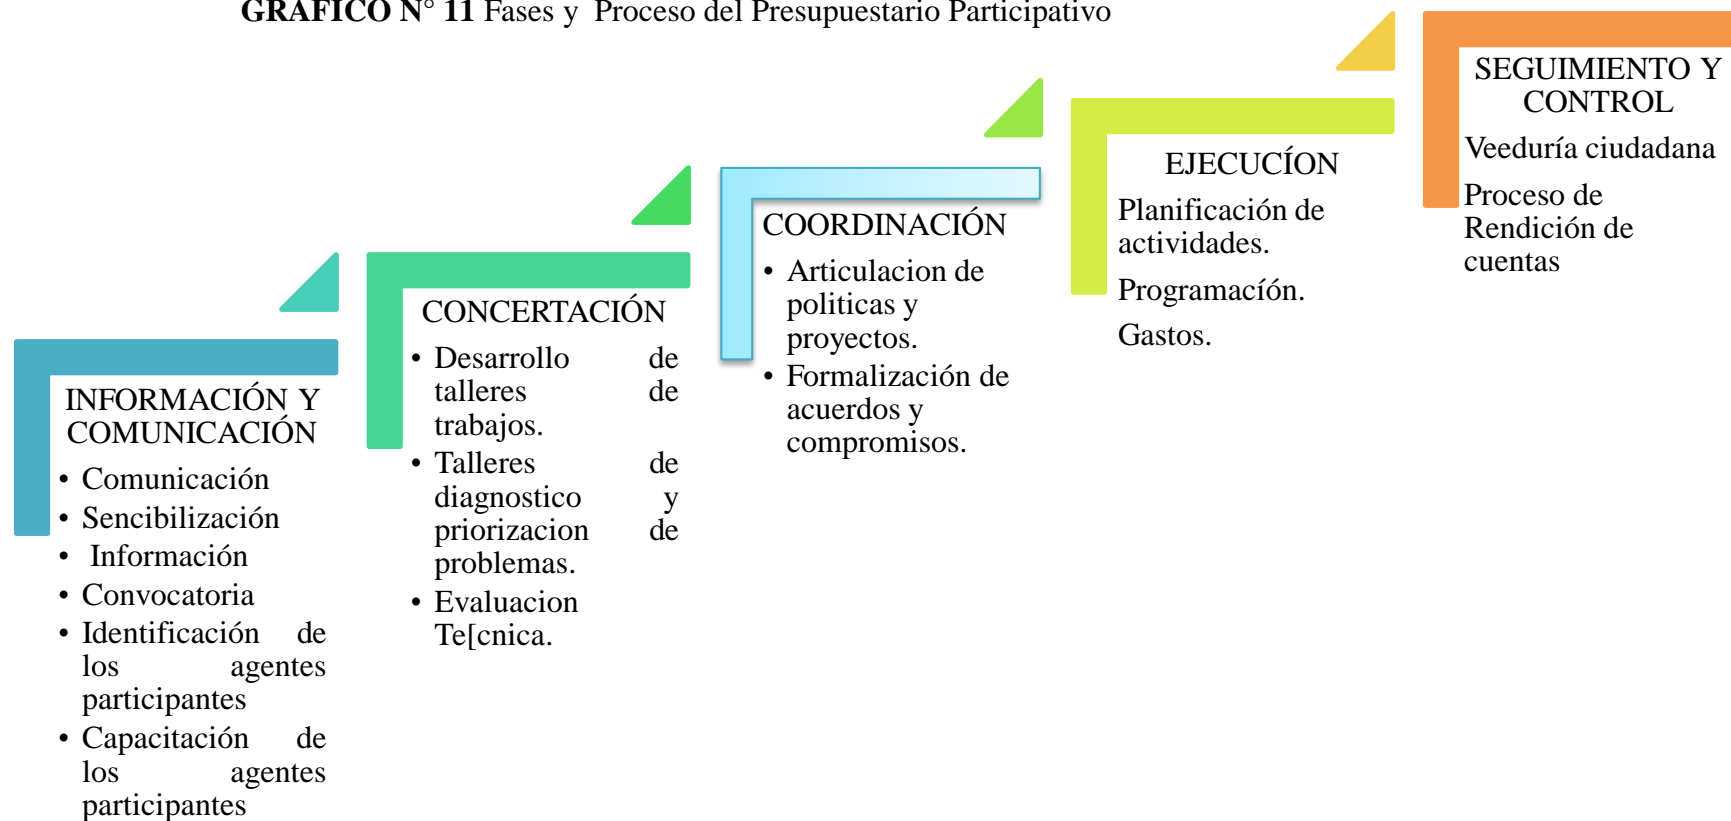 GRÁFICO N° 11 Fases y Proceso del Presupuestario Participativo
INFORMACIÓN Y
COMUNICACIÓN
• Comunicación
• Sencibilización
• Información
• Convocatoria
• Identificación de
los agentes
participantes
• Capacitación de
los agentes
participantes
CONCERTACIÓN
• Desarrollo de
talleres de
trabajos.
• Talleres de
diagnostico y
priorizacion de
problemas.
• Evaluacion
Te[cnica.
COORDINACIÓN
• Articulacion de
politicas y
proyectos.
• Formalización de
acuerdos y
compromisos.
EJECUCÍON
Planificación de
actividades.
Programacíón.
Gastos.
SEGUIMIENTO Y
CONTROL
Veeduría ciudadana
Proceso de
Rendición de
cuentas